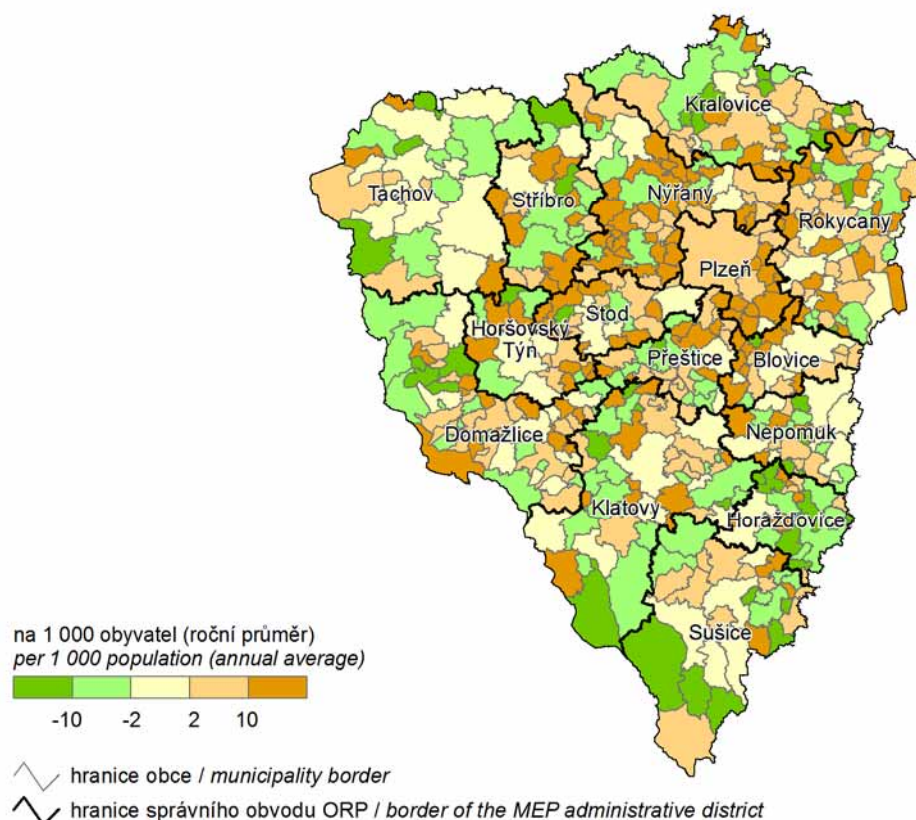 Kralovice
Tachov
Stříbro
Nýřany
Rokycany
Plzeň
Stod
Horšovský
Týn
Přeštice
Blovice
Domažlice
Nepomuk
Klatovy
Horažďovice
Sušice
na 1 000 obyvatel (roční průměr)
per 1 000 population (annual average)
-10 -2 2 10
hranice obce / municipality border
hranice správního obvodu ORP / border of the MEP administrative district